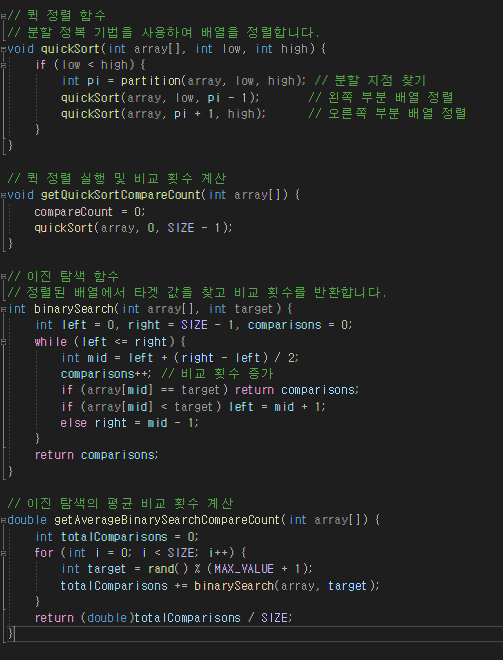 // 퀵 정렬 함수
// 분할 정복 기법을 사용하여 배열을 정렬합니다.
void quickSort(int array[], int low, int high) {
    if (low < high) {
        int pi = partition(array, low, high); // 분할 지점 찾기
        quickSort(array, low, pi - 1);       // 왼쪽 부분 배열 정렬
        quickSort(array, pi + 1, high);      // 오른쪽 부분 배열 정렬
    }
}
// 퀵 정렬 실행 및 비교 횟수 계산
void getQuickSortCompareCount(int array[]) {
    compareCount = 0;
    quickSort(array, 0, SIZE - 1);
}
// 이진 탐색 함수
// 정렬된 배열에서 타겟 값을 찾고 비교 횟수를 반환합니다.
int binarySearch(int array[], int target) {
    int left = 0, right = SIZE - 1, comparisons = 0;
    while (left <= right) {
        int mid = left + (right - left) / 2;
        comparisons++; // 비교 횟수 증가
        if (array[mid] == target) return comparisons;
        if (array[mid] < target) left = mid + 1;
        else right = mid - 1;
    }
    return comparisons;
}
// 이진 탐색의 평균 비교 횟수 계산
double getAverageBinarySearchCompareCount(int array[]) {
    int totalComparisons = 0;
    for (int i = 0; i < SIZE; i++) {
        int target = rand() % (MAX_VALUE + 1);
        totalComparisons += binarySearch(array, target);
    }
    return (double)totalComparisons / SIZE;
}